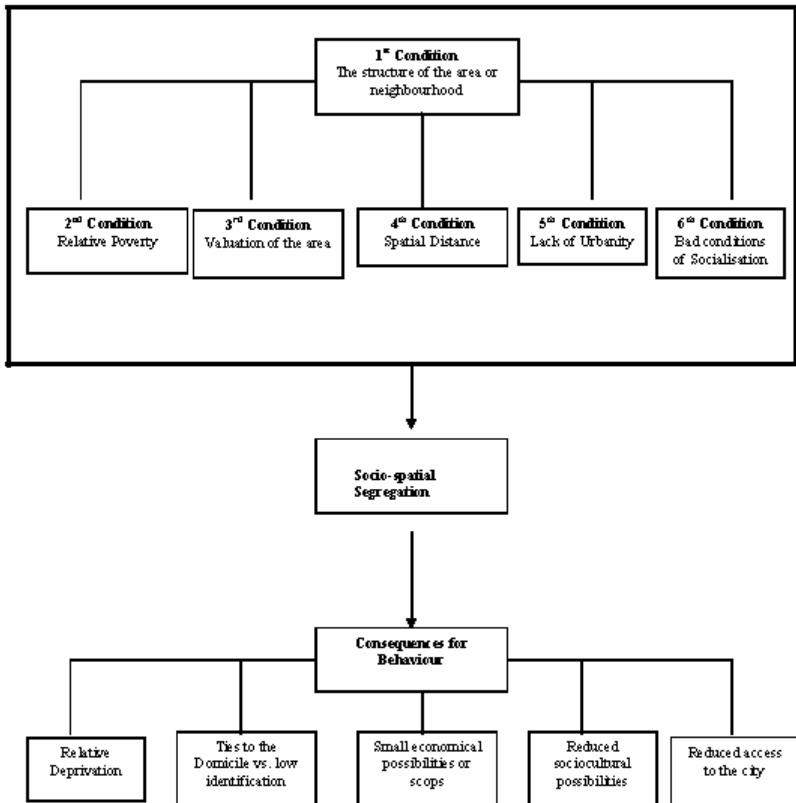 1st Condition
The structure of the area or
neighbourhood
2nd Condition
Relative Poverty
3rd Condition
Valuation of the area
4th Condition
Spatial Distance
5th Condition
Lack of Urbanity
6th Condition
Bad conditions
of Socialisation
Socio-spatial
Segregation
Consequences for
Behaviour
Relative
Deprivation
Ties to the
Domicile vs. low
identification
Small economical
possibilities or
scops
Reduced
sociocultural
possibilities
Reduced access
to the city